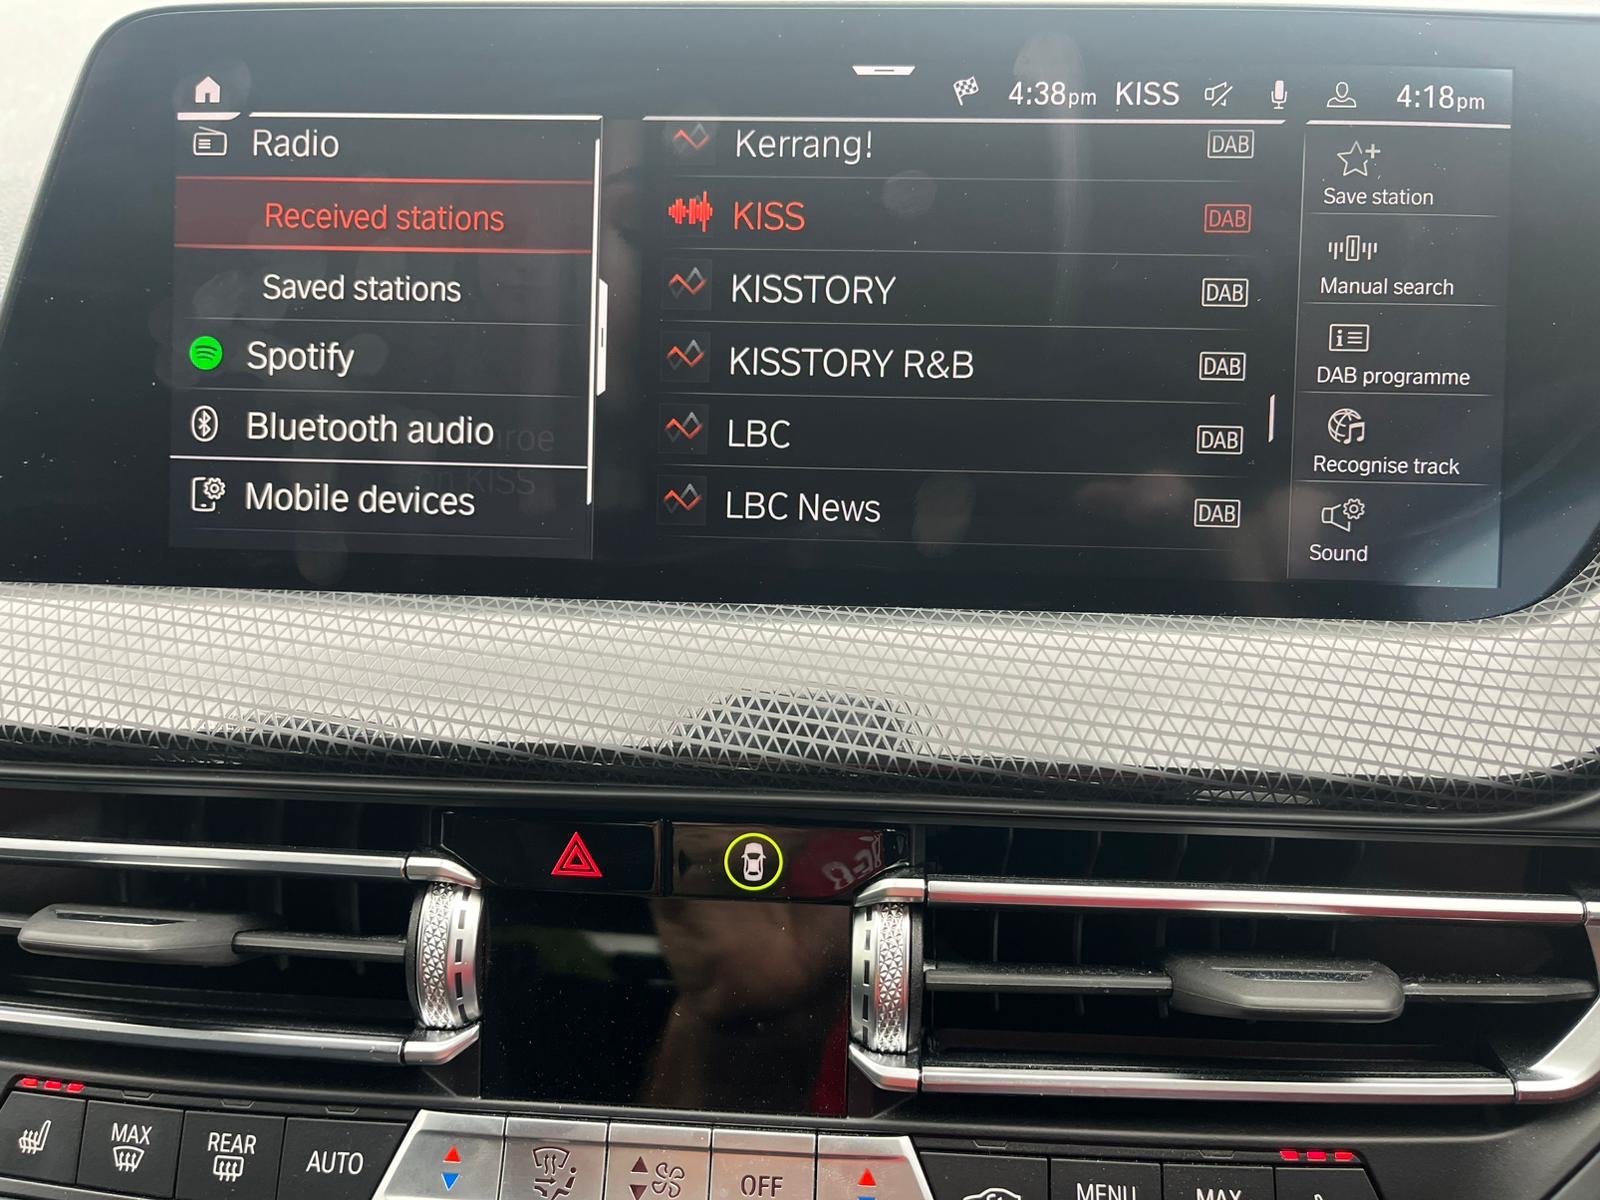 4:38pm KISS 4:18pm
Radio
Received stations
Saved stations
Spotify
Bluetooth audio
Mobile devices
Kerrang! DAB
KISS DAB
KISSTORY DAB
KISSTORY R&B DAB
LBC DAB
LBC News DAB
Save station
Manual search
DAB programme
Recognise track
Sound
on KISS
MAX
REAR
AUTO
OFF
MENU
MAX